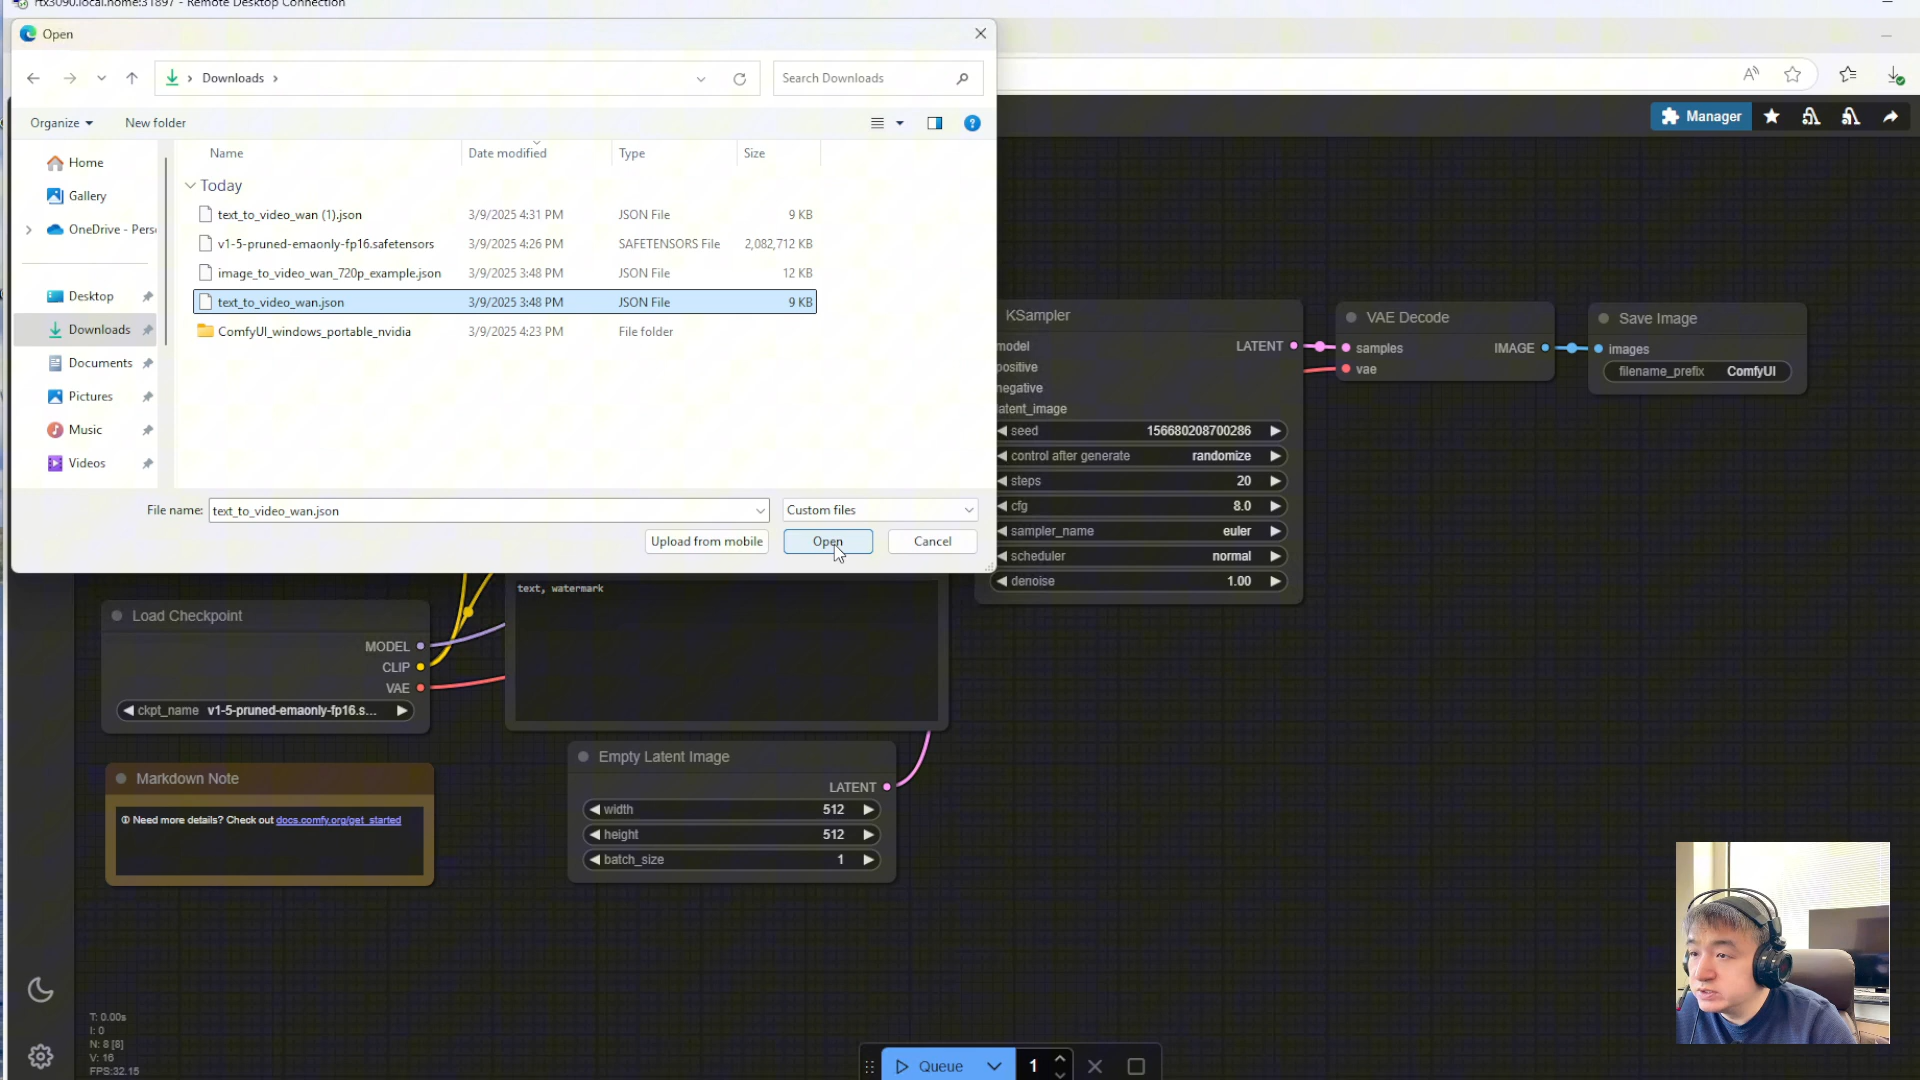 rtx3090.local.home:31897 - Remote Desktop Connection
Open
Downloads
Search Downloads
Organize
New folder
Manager
Name
Date modified
Type
Size
Home
Gallery
OneDrive - Pers
Desktop
Downloads
Documents
Pictures
Music
Videos
Today
text_to_video_wan (1).json 3/9/2025 4:31 PM JSON File 9 KB
v1-5-pruned-emaonly-fp16.safetensors 3/9/2025 4:26 PM SAFETENSORS File 2,082,712 KB
image_to_video_wan_720p_example.json 3/9/2025 3:48 PM JSON File 12 KB
text_to_video_wan.json 3/9/2025 3:48 PM JSON File 9 KB
ComfyUI_windows_portable_nvidia 3/9/2025 4:23 PM File folder
File name: text_to_video_wan.json
Custom files
Upload from mobile
Open
Cancel
KSampler
model
LATENT
positive
negative
latent_image
seed 156680208700286
control after generate randomize
steps 20
cfg 8.0
sampler_name euler
scheduler normal
denoise 1.00
VAE Decode
samples
IMAGE
vae
Save Image
images
filename_prefix ComfyUI
text, watermark
Load Checkpoint
MODEL
CLIP
VAE
ckpt_name v1-5-pruned-emaonly-fp16.s...
Markdown Note
Need more details? Check out docs.comfy.org/get_started
Empty Latent Image
LATENT
width 512
height 512
batch_size 1
T: 0.00s
I: 0
N: 8 [8]
V: 16
FPS:32.15
Queue
1